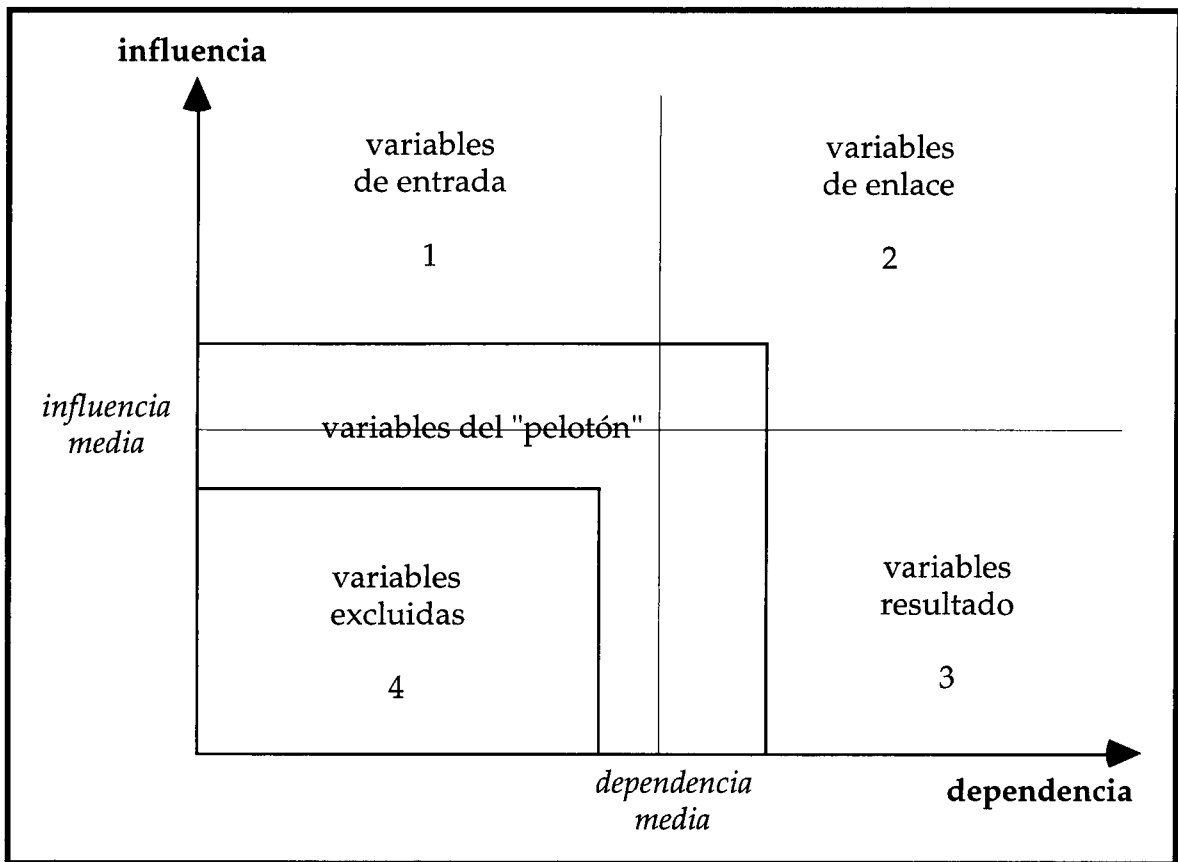 influencia
variables
de entrada
1
variables
de enlace
2
influencia
media
variables del "pelotón"
variables
excluidas
4
variables
resultado
3
dependencia
media
dependencia